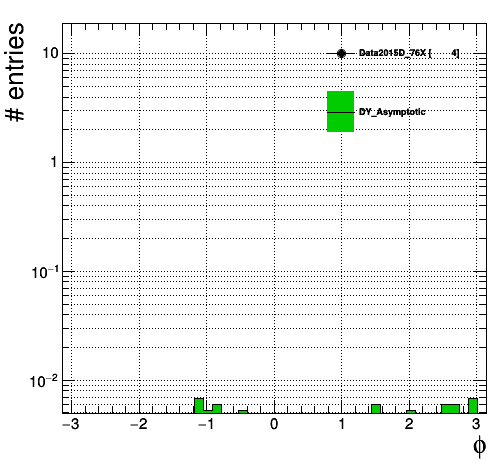 # entries
10
Data2015D_76X [ 4]
DY_Asymptotic
1
10⁻¹
10⁻²
−3 −2 −1 0 1 2 3
ϕ